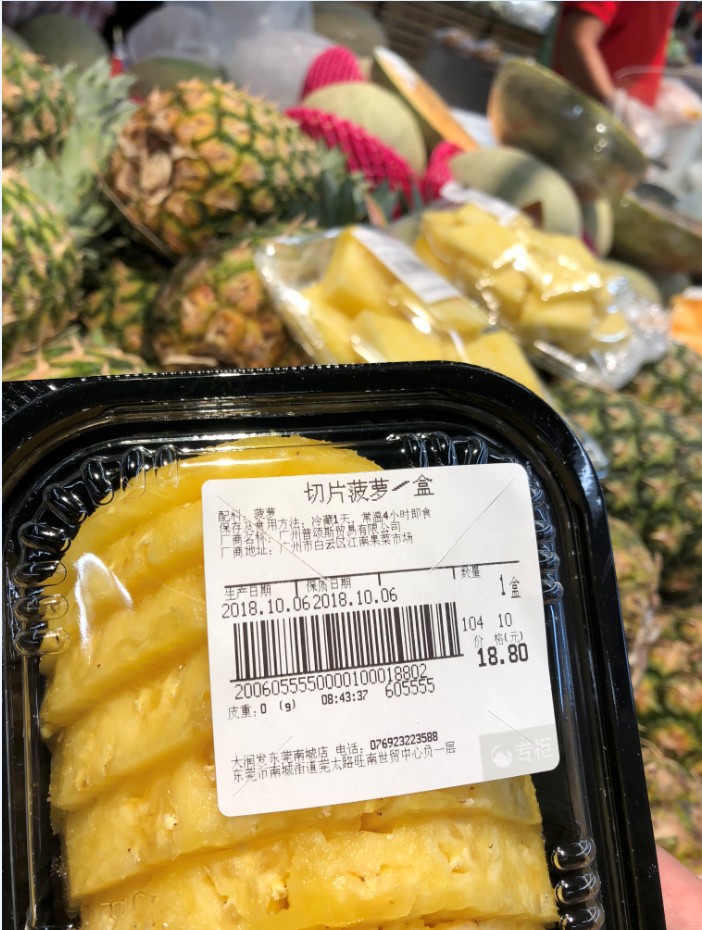 切片菠萝/盒
配料：菠萝
保存及食用方法：冷藏1天，常温4小时即食
厂商名称：广州普颂斯贸易有限公司
厂商地址：广州市白云区江南果菜市场
生产日期 保质日期 数量
2018.10.06 2018.10.06 1盒
104 10
价 格(元)
18.80
2006055550000100018802
皮重:0 (g) 08:43:37 605555
大润发东莞南城店 电话：076923223588
东莞市南城街道莞太路旺南世贸中心负一层
专柜